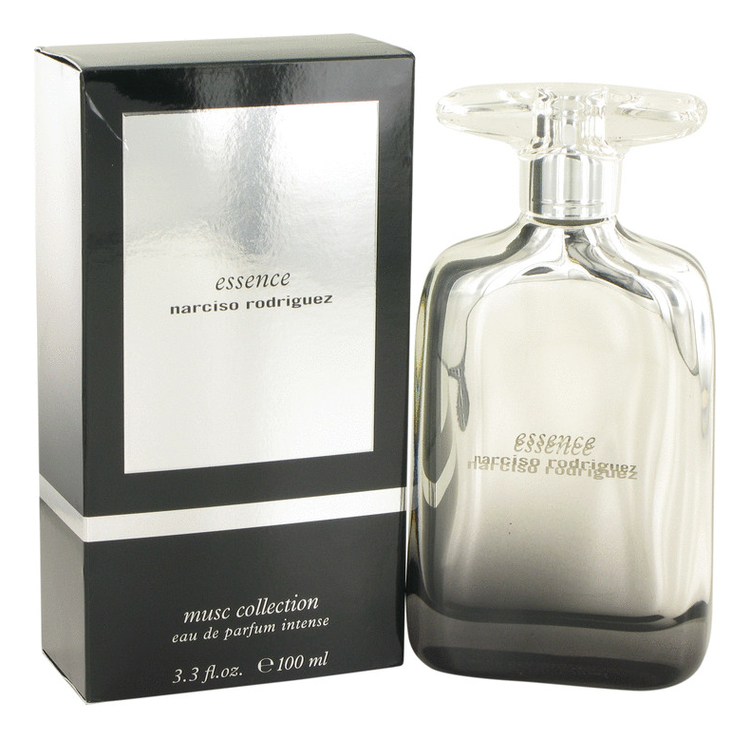 essence
narciso rodriguez
musc collection
eau de parfum intense
3.3 fl.oz. ℮ 100 ml
essence
narciso rodriguez